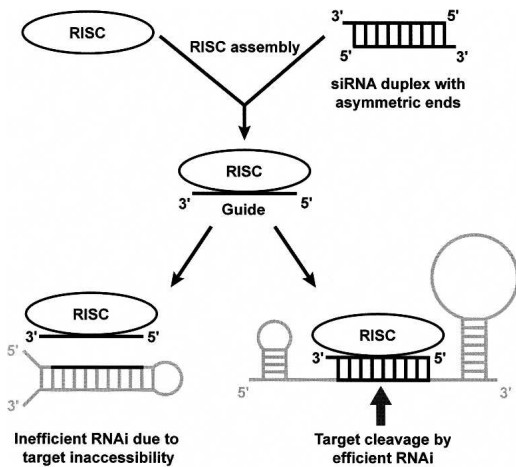 RISC
RISC assembly
3' 5'
5' 3'
siRNA duplex with
asymmetric ends
RISC
3' 5'
Guide
RISC
3' 5'
5'
3'
Inefficient RNAi due to
target inaccessibility
RISC
3' 5'
5' 3'
Target cleavage by
efficient RNAi